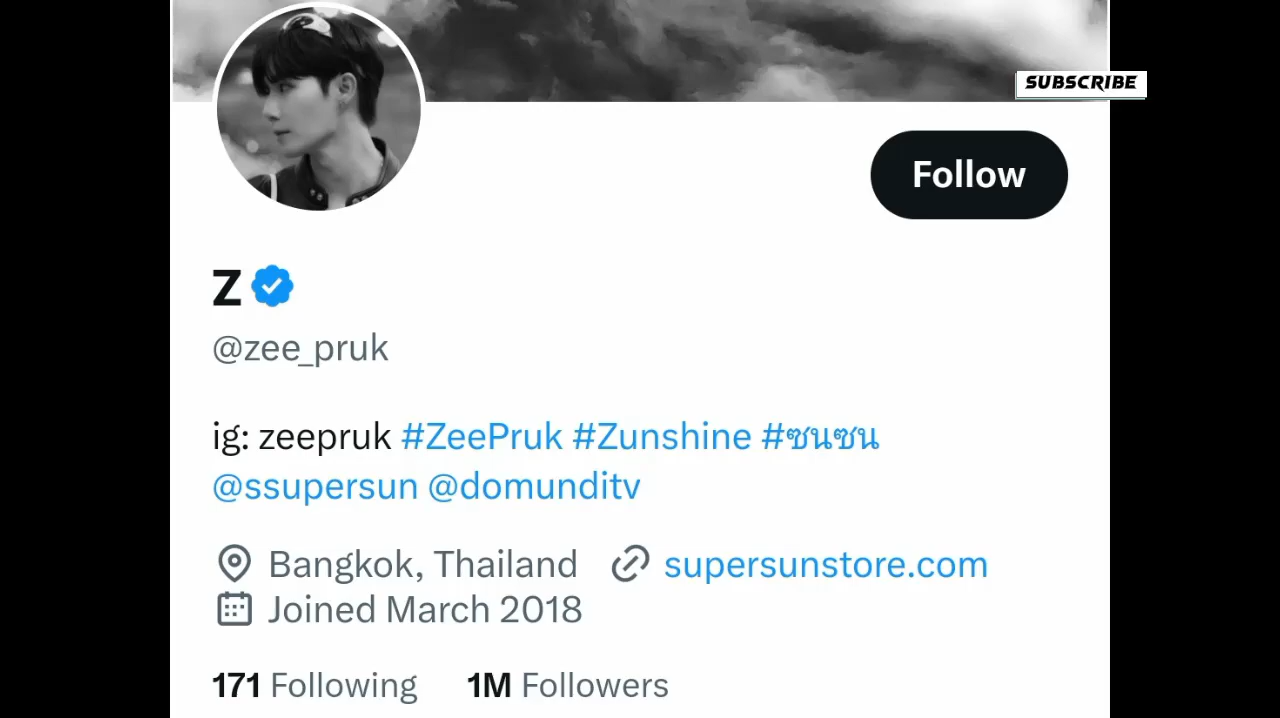 SUBSCRIBE
Follow
Z
@zee_pruk
ig: zeepruk #ZeePruk #Zunshine #ซนซน
@ssupersun @domunditv
Bangkok, Thailand supersunstore.com
Joined March 2018
171 Following 1M Followers